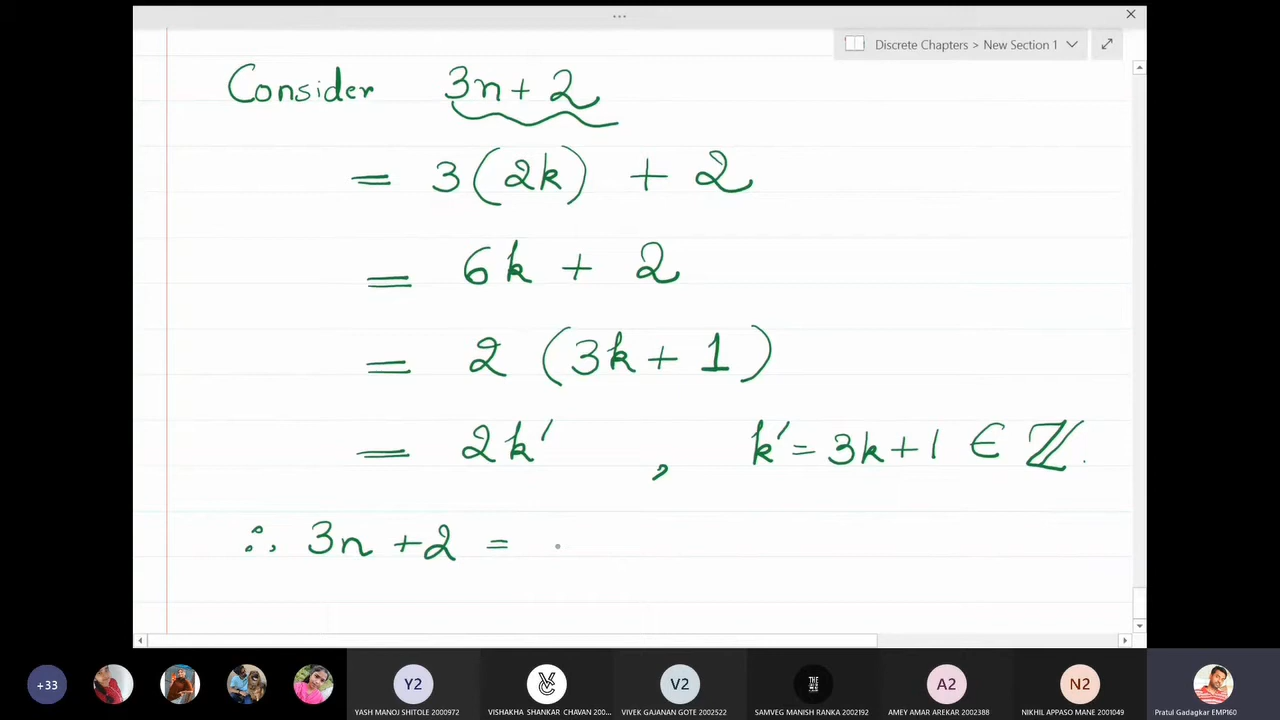 ...
Discrete Chapters > New Section 1
Consider 3n + 2
= 3(2k) + 2
= 6k + 2
= 2 (3k + 1)
= 2k' , k' = 3k + 1 ∈ ℤ.
∴ 3n + 2 =
+33
Y2
V2
THE
A2
N2
YASH MANOJ SHITOLE 2000972
VISHAKHA SHANKAR CHAVAN 200...
VIVEK GAJANAN GOTE 2002522
SAMVEG MANISH RANKA 2002192
AMEY AMAR AREKAR 2002388
NIKHIL APPASO MANE 2001049
Pratul Gadagkar EMP160